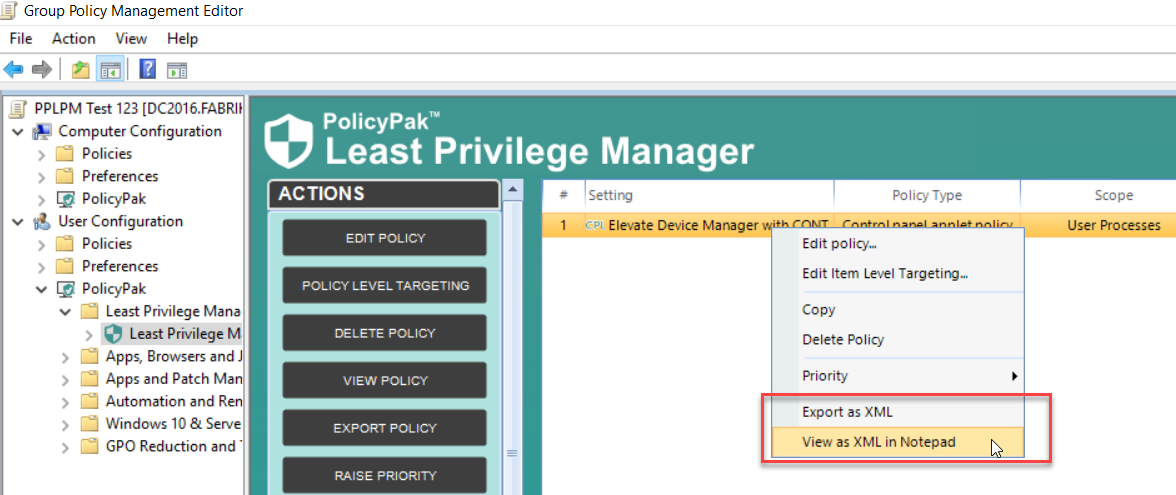 Group Policy Management Editor
File Action View Help
PPLPM Test 123 [DC2016.FABRIK
Computer Configuration
Policies
Preferences
PolicyPak
User Configuration
Policies
Preferences
PolicyPak
Least Privilege Mana
Least Privilege M
Apps, Browsers and J
Apps and Patch Man
Automation and Ren
Windows 10 & Serve
GPO Reduction and T
PolicyPak™
Least Privilege Manager
ACTIONS
EDIT POLICY
POLICY LEVEL TARGETING
DELETE POLICY
VIEW POLICY
EXPORT POLICY
RAISE PRIORITY
# Setting Policy Type Scope
1 CPL Elevate Device Manager with CONT Control panel applet policy User Processes
Edit policy...
Edit Item Level Targeting...
Copy
Delete Policy
Priority
Export as XML
View as XML in Notepad